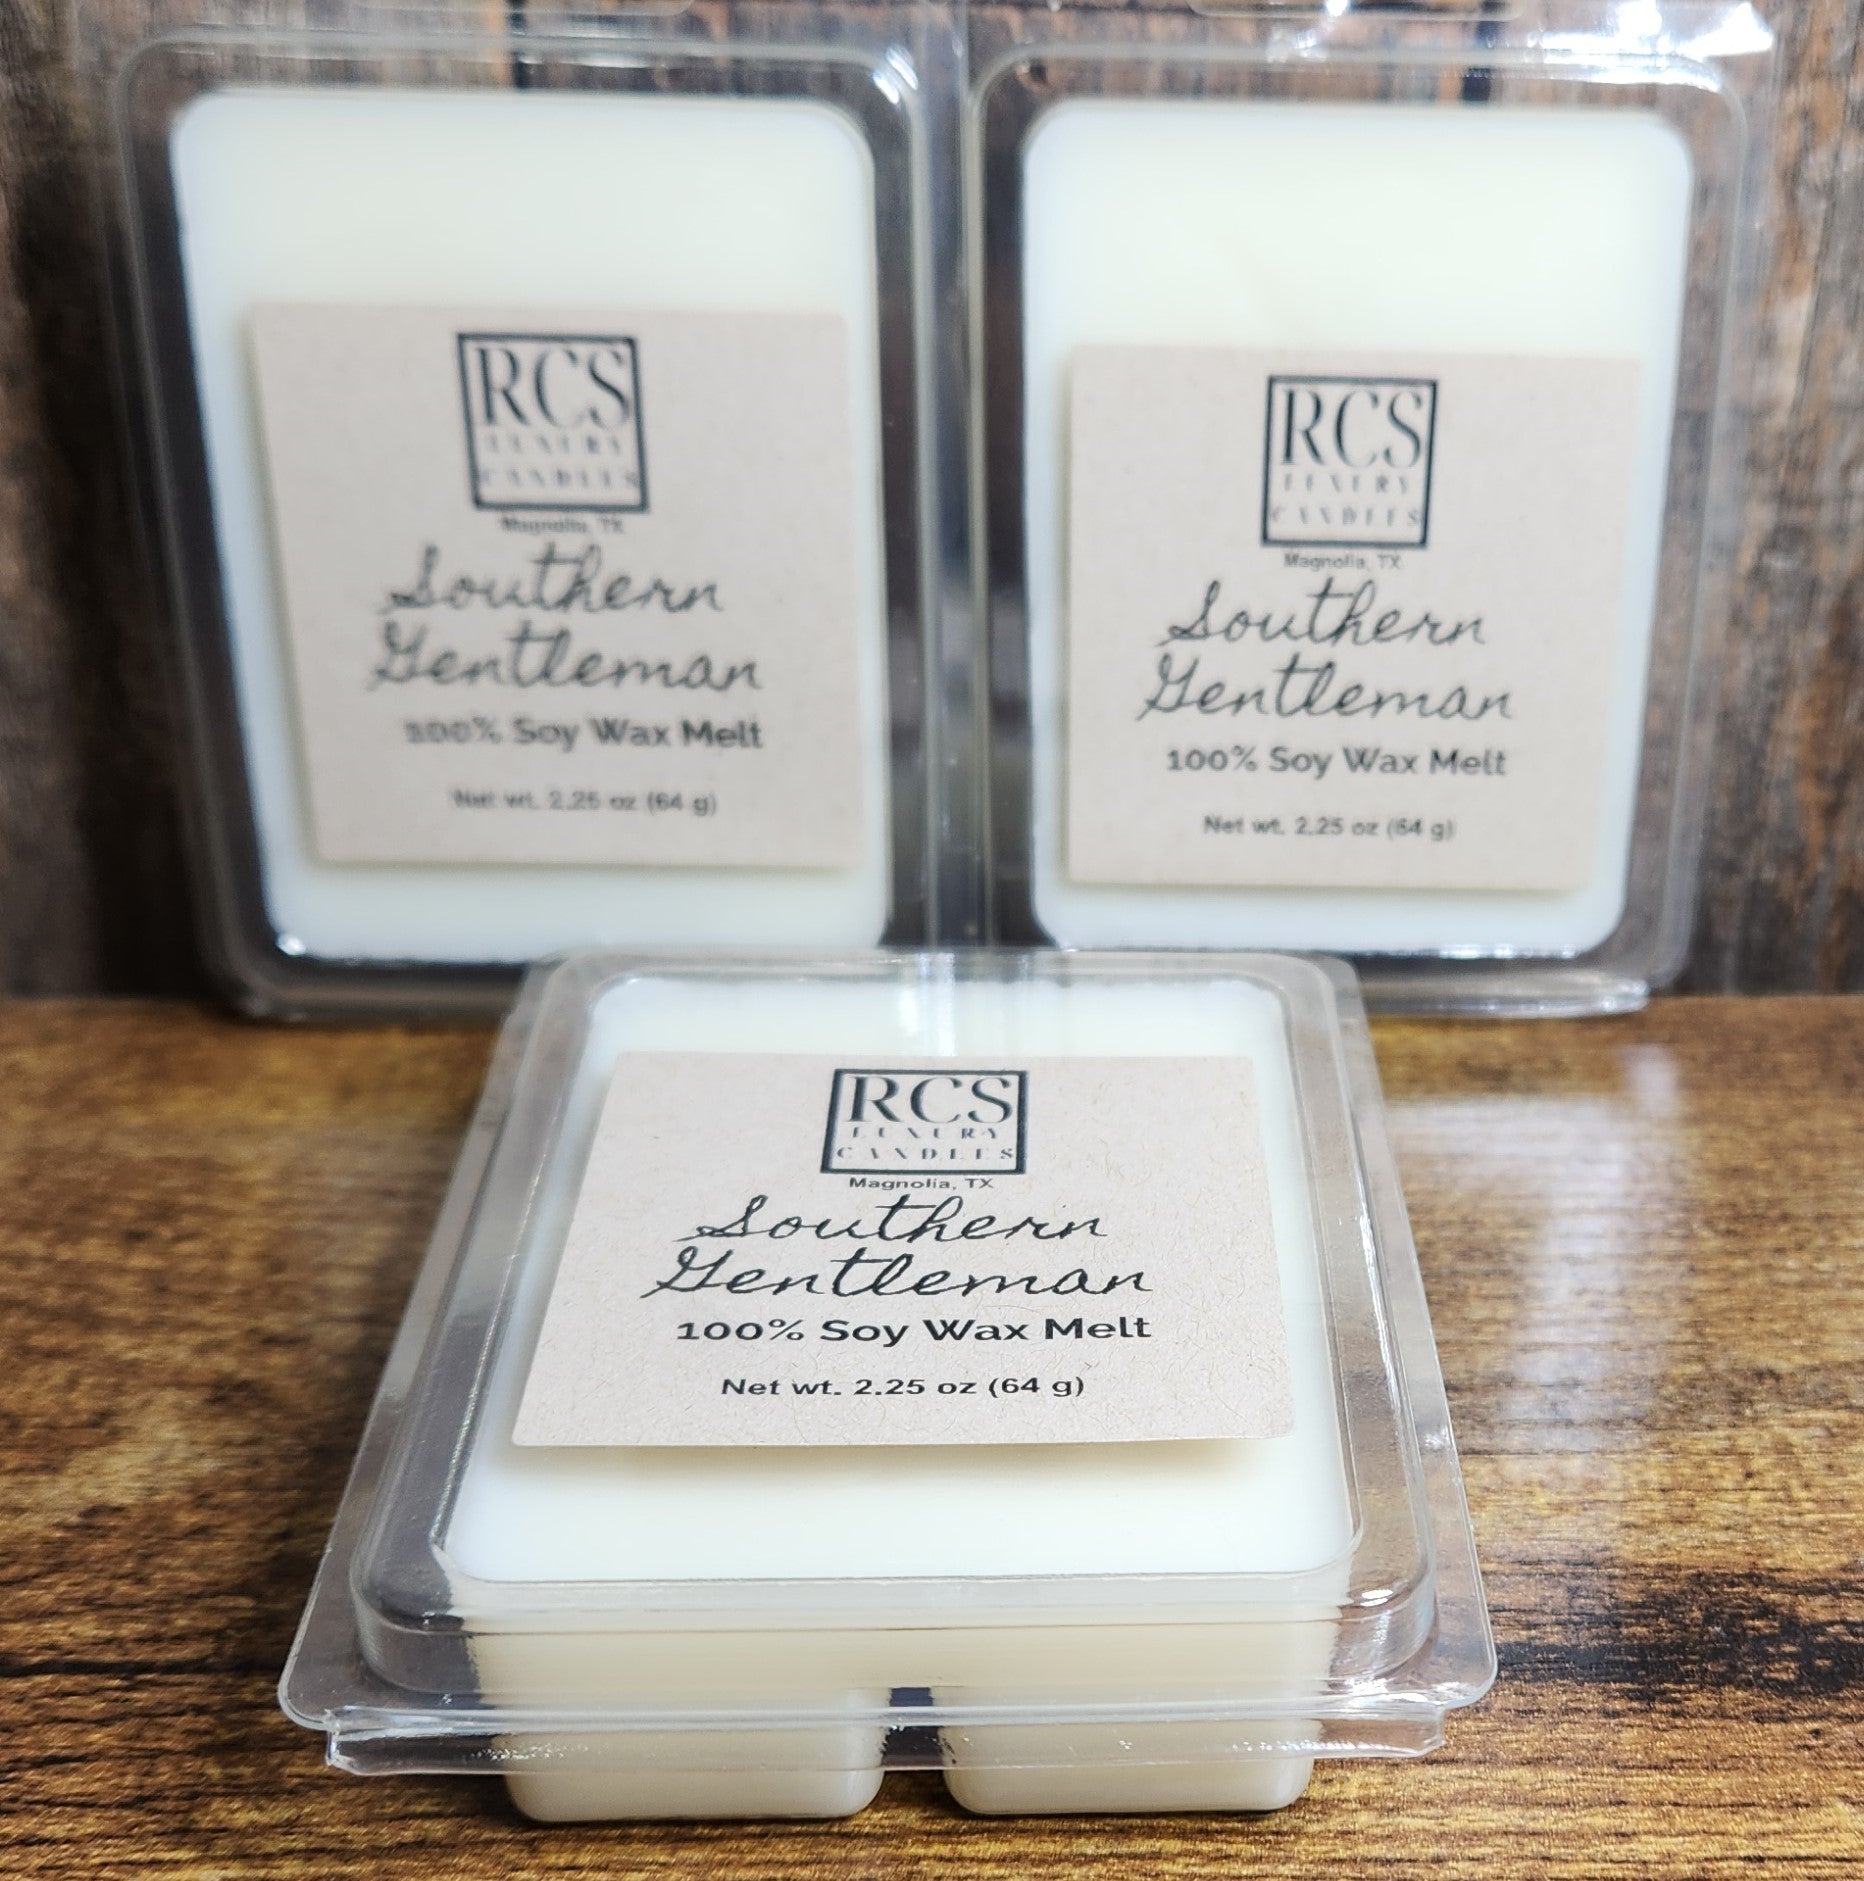 RCS
LUXURY
CANDLES
Magnolia, TX
Southern
Gentleman
100% Soy Wax Melt
Net wt. 2.25 oz (64 g)
RCS
LUXURY
CANDLES
Magnolia, TX
Southern
Gentleman
100% Soy Wax Melt
Net wt. 2.25 oz (64 g)
RCS
LUXURY
CANDLES
Magnolia, TX
Southern
Gentleman
100% Soy Wax Melt
Net wt. 2.25 oz (64 g)